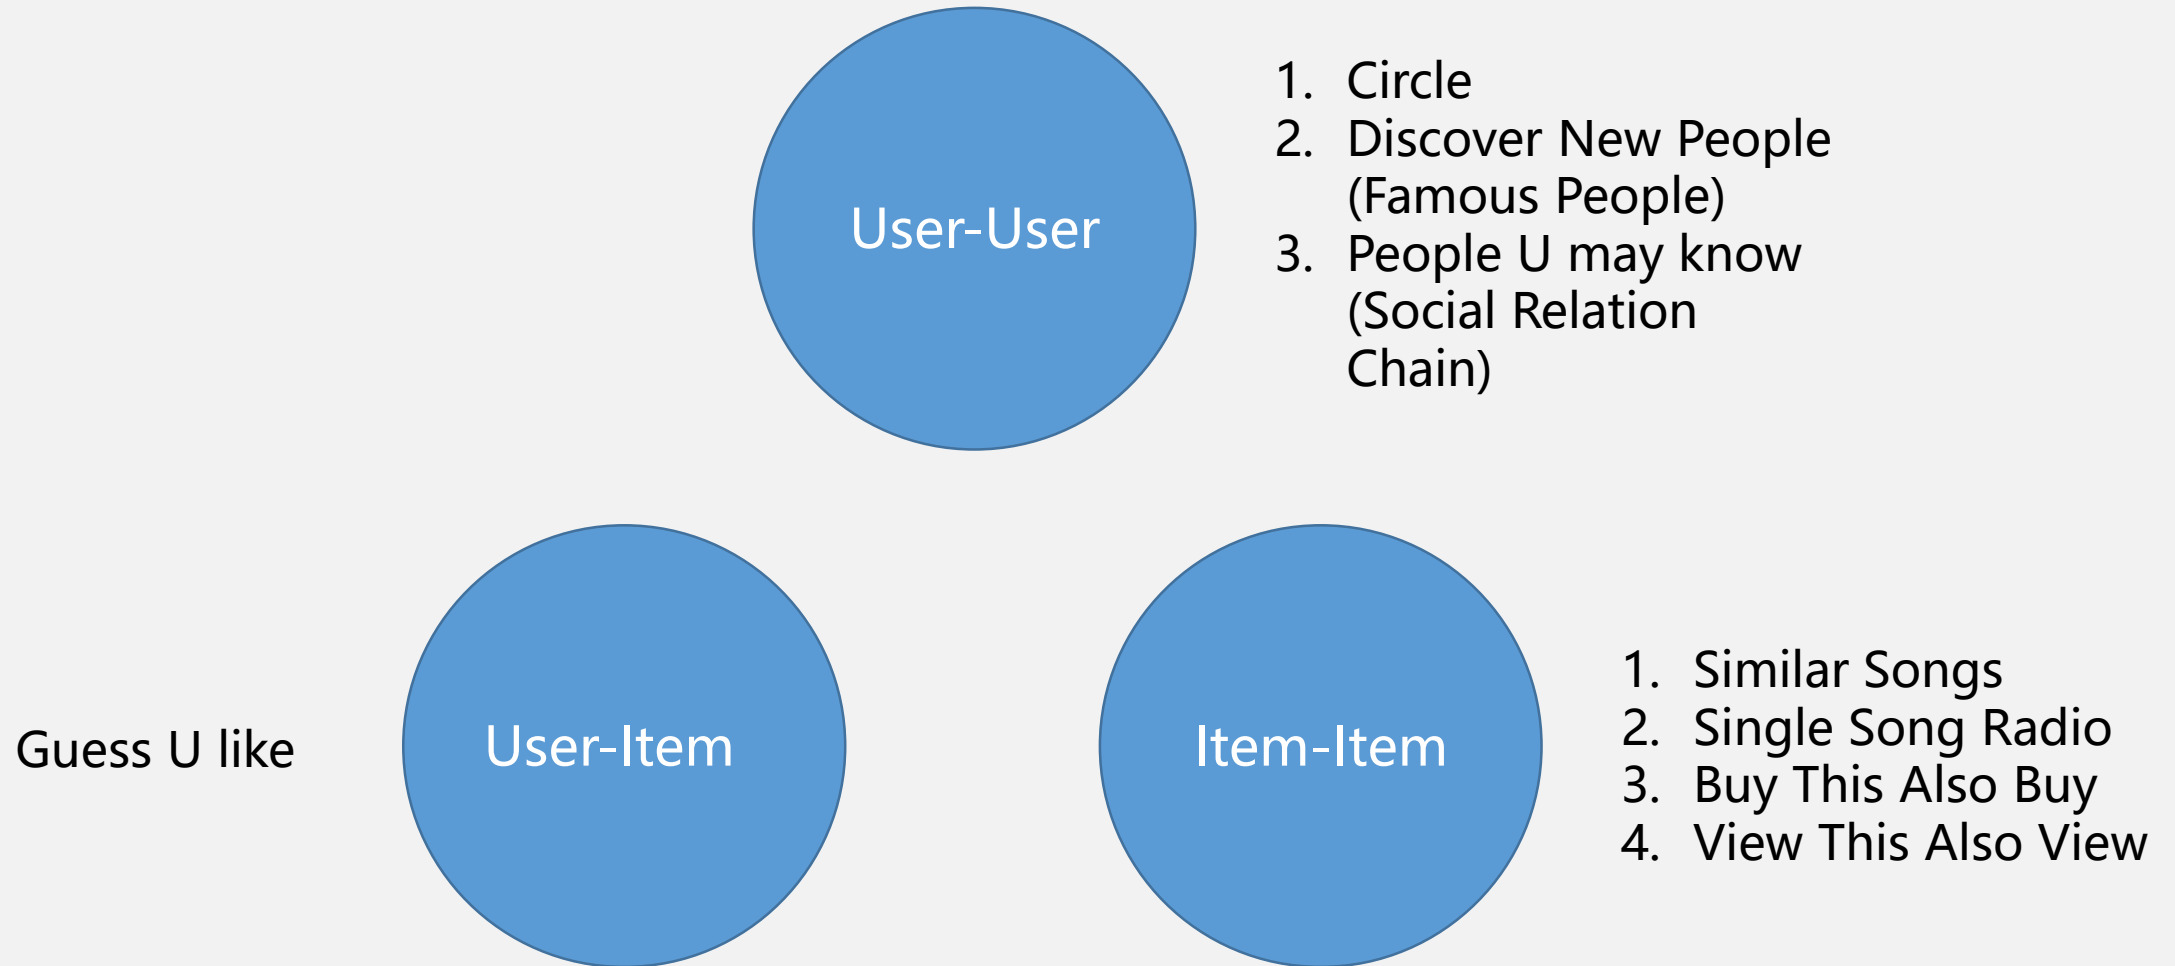 User-User
1. Circle
2. Discover New People
(Famous People)
3. People U may know
(Social Relation
Chain)
Guess U like
User-Item
Item-Item
1. Similar Songs
2. Single Song Radio
3. Buy This Also Buy
4. View This Also View